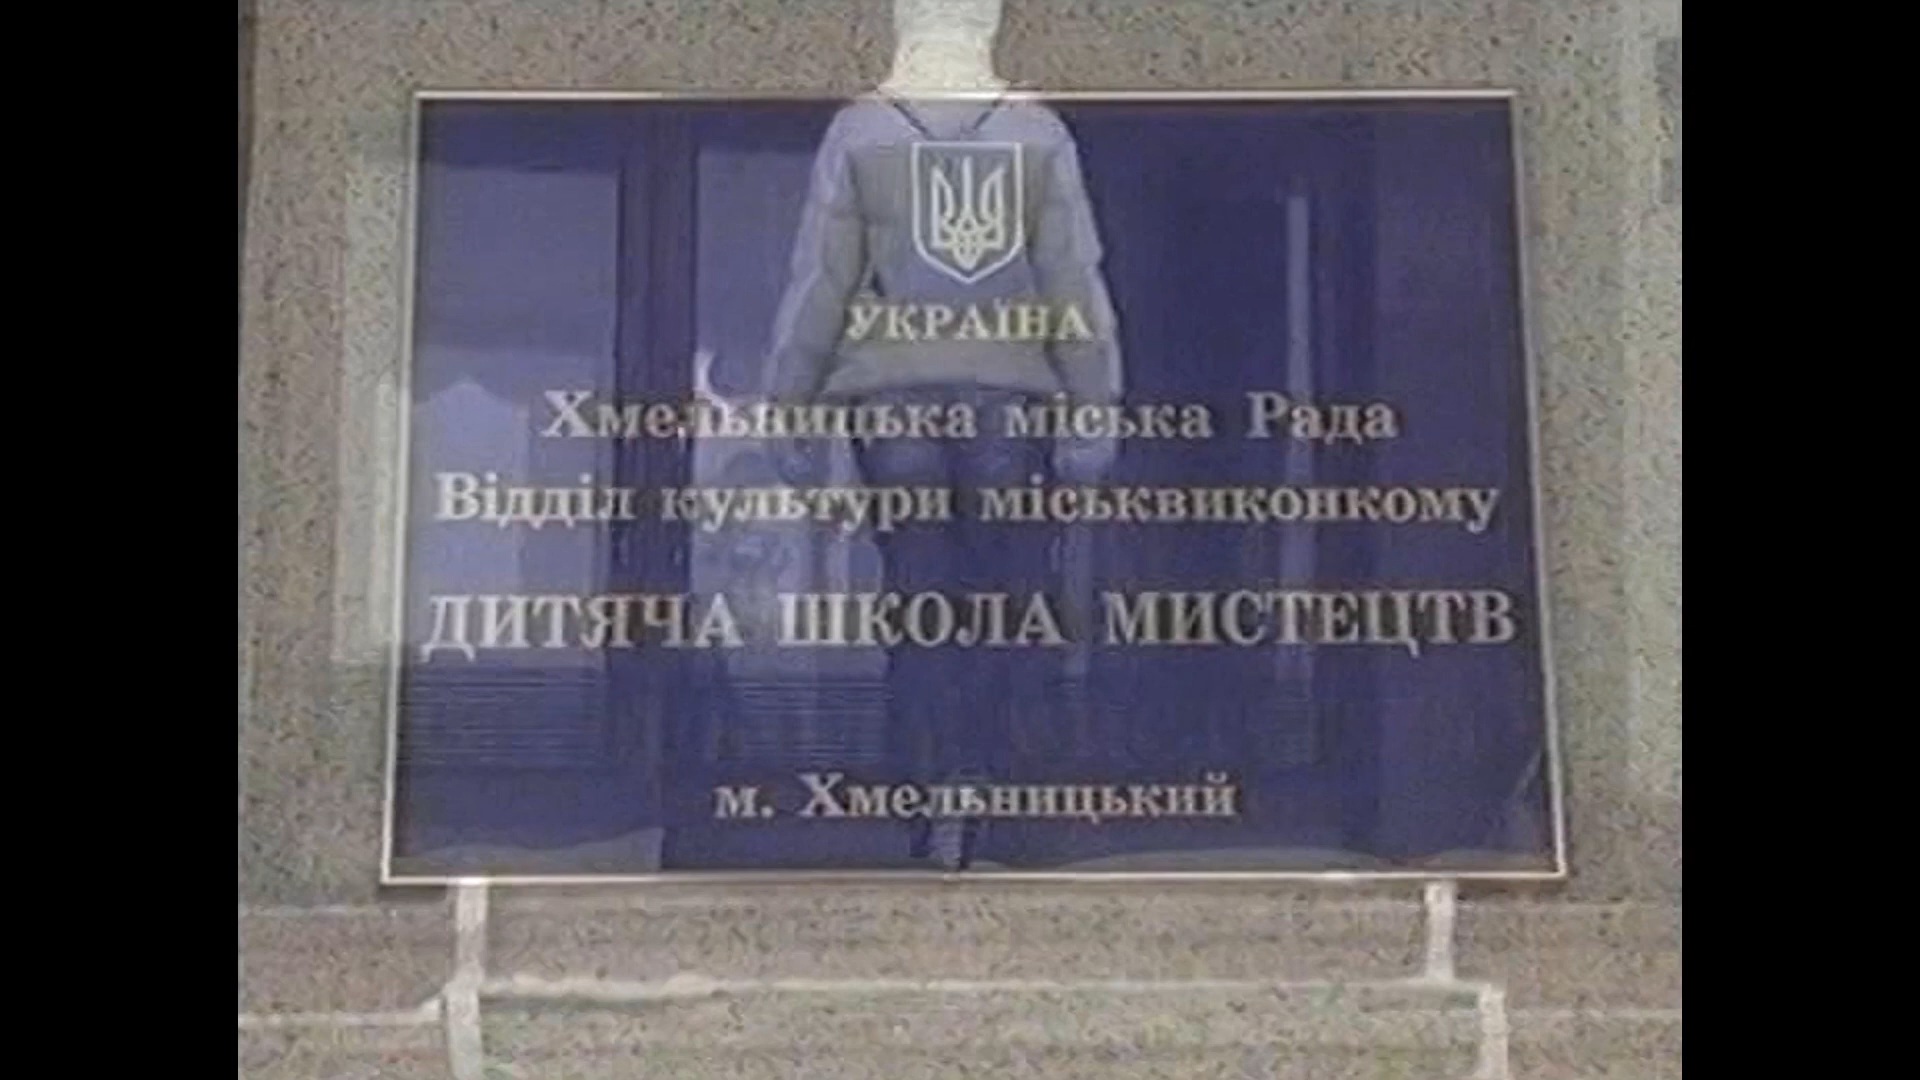 УКРАЇНА
Хмельницька міська Рада
Відділ культури міськвиконкому
ДИТЯЧА ШКОЛА МИСТЕЦТВ
м. Хмельницький